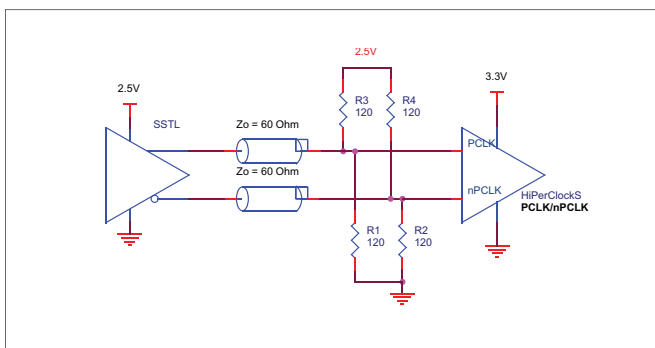 2.5V
SSTL
Zo = 60 Ohm
Zo = 60 Ohm
2.5V
R3
120
R4
120
3.3V
PCLK
nPCLK
HiPerClockS
PCLK/nPCLK
R1
120
R2
120